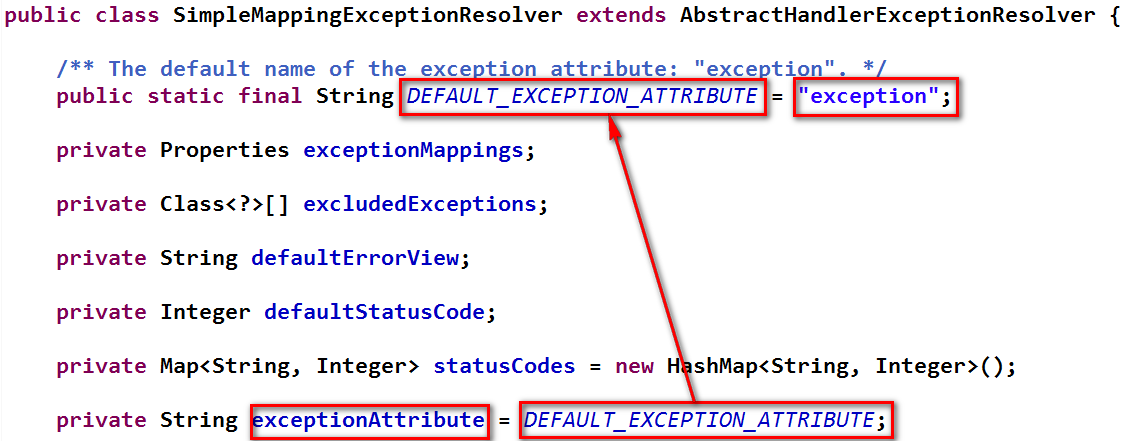 public class SimpleMappingExceptionResolver extends AbstractHandlerExceptionResolver {
/** The default name of the exception attribute: "exception". */
public static final String DEFAULT_EXCEPTION_ATTRIBUTE = "exception";
private Properties exceptionMappings;
private Class<?>[] excludedExceptions;
private String defaultErrorView;
private Integer defaultStatusCode;
private Map<String, Integer> statusCodes = new HashMap<String, Integer>();
private String exceptionAttribute = DEFAULT_EXCEPTION_ATTRIBUTE;